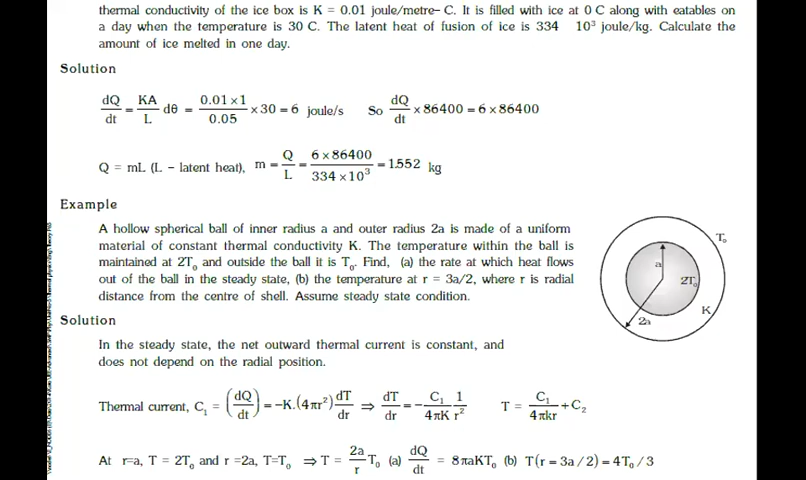 thermal conductivity of the ice box is K = 0.01 joule/metre– C. It is filled with ice at 0 C along with eatables on
a day when the temperature is 30 C. The latent heat of fusion of ice is 334 10³ joule/kg. Calculate the
amount of ice melted in one day.
Solution
dQ/dt = KA/L dθ = 0.01×1/0.05 × 30 = 6 joule/s So dQ/dt × 86400 = 6 × 86400
Q = mL (L – latent heat), m = Q/L = 6 × 86400/334 × 10³ = 1.552 kg
Example
A hollow spherical ball of inner radius a and outer radius 2a is made of a uniform
material of constant thermal conductivity K. The temperature within the ball is
maintained at 2T₀ and outside the ball it is T₀. Find, (a) the rate at which heat flows
out of the ball in the steady state, (b) the temperature at r = 3a/2, where r is radial
distance from the centre of shell. Assume steady state condition.
T₀
a
2T₀
K
2a
Solution
In the steady state, the net outward thermal current is constant, and
does not depend on the radial position.
Thermal current, C₁ = (dQ/dt) = –K.(4πr²) dT/dr ⇒ dT/dr = – C₁/4πK 1/r² T = C₁/4πkr + C₂
At r=a, T = 2T₀ and r =2a, T=T₀ ⇒ T = 2a/r T₀ (a) dQ/dt = 8πaKT₀ (b) T(r = 3a/2) = 4T₀/3